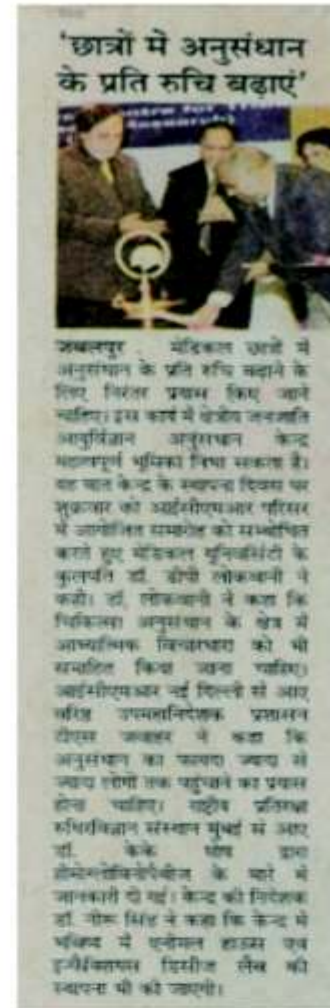 'छात्रों में अनुसंधान
के प्रति रुचि बढ़ाएं'
जबलपुर . मेडिकल छात्रों में
अनुसंधान के प्रति रुचि बढ़ाने के
लिए निरंतर प्रयास किए जाने
चाहिए। इस कार्य में क्षेत्रीय जनजाति
आयुर्विज्ञान अनुसंधान केन्द्र
महत्वपूर्ण भूमिका निभा सकता है।
यह बात केन्द्र के स्थापना दिवस पर
शुक्रवार को आईसीएमआर परिसर
में आयोजित समारोह को सम्बोधित
करते हुए मेडिकल यूनिवर्सिटी के
कुलपति डॉ. डीपी लोकवानी ने
कही। डॉ. लोकवानी ने कहा कि
चिकित्सा अनुसंधान के क्षेत्र में
आध्यात्मिक विचारधारा को भी
समाहित किया जाना चाहिए।
आईसीएमआर नई दिल्ली से आए
वरिष्ठ उपमहानिदेशक प्रशासन
टीएस जवाहर ने कहा कि
अनुसंधान का फायदा ज्यादा से
ज्यादा लोगों तक पहुंचाने का प्रयास
होना चाहिए। राष्ट्रीय प्रतिरक्षा
रुधिरविज्ञान संस्थान मुंबई से आए
डॉ. केके घोष द्वारा
हीमोग्लोबिनोपैथीज के बारे में
जानकारी दी गई। केन्द्र की निदेशक
डॉ. नीरू सिंह ने कहा कि केन्द्र में
भविष्य में एनीमल हाउस एवं
इन्फेक्शियस डिसीज लैब की
स्थापना भी की जाएगी।